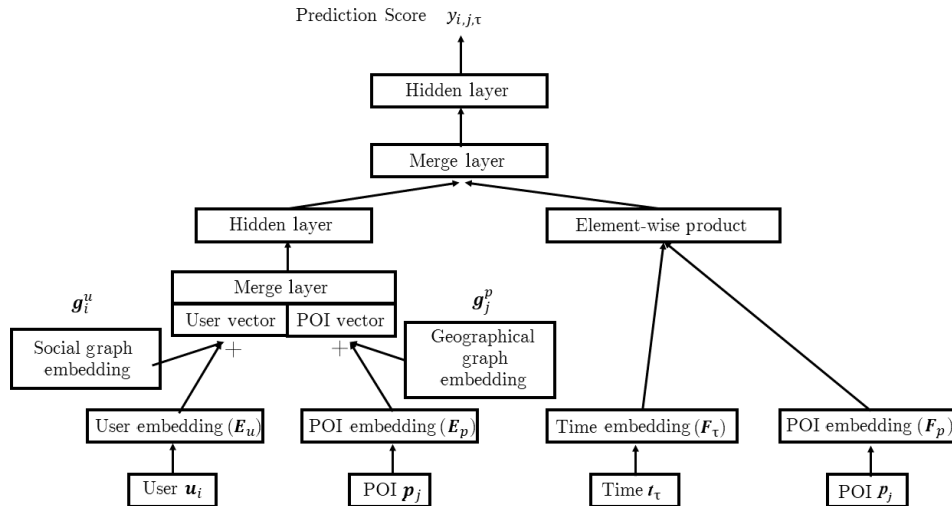 Prediction Score y_{i,j,τ}
Hidden layer
Merge layer
Hidden layer
Element-wise product
Merge layer
g_i^u
g_j^p
User vector
POI vector
Social graph
embedding
+
+
Geographical
graph
embedding
User embedding (E_u)
POI embedding (E_p)
Time embedding (F_τ)
POI embedding (F_p)
User u_i
POI p_j
Time t_τ
POI p_j